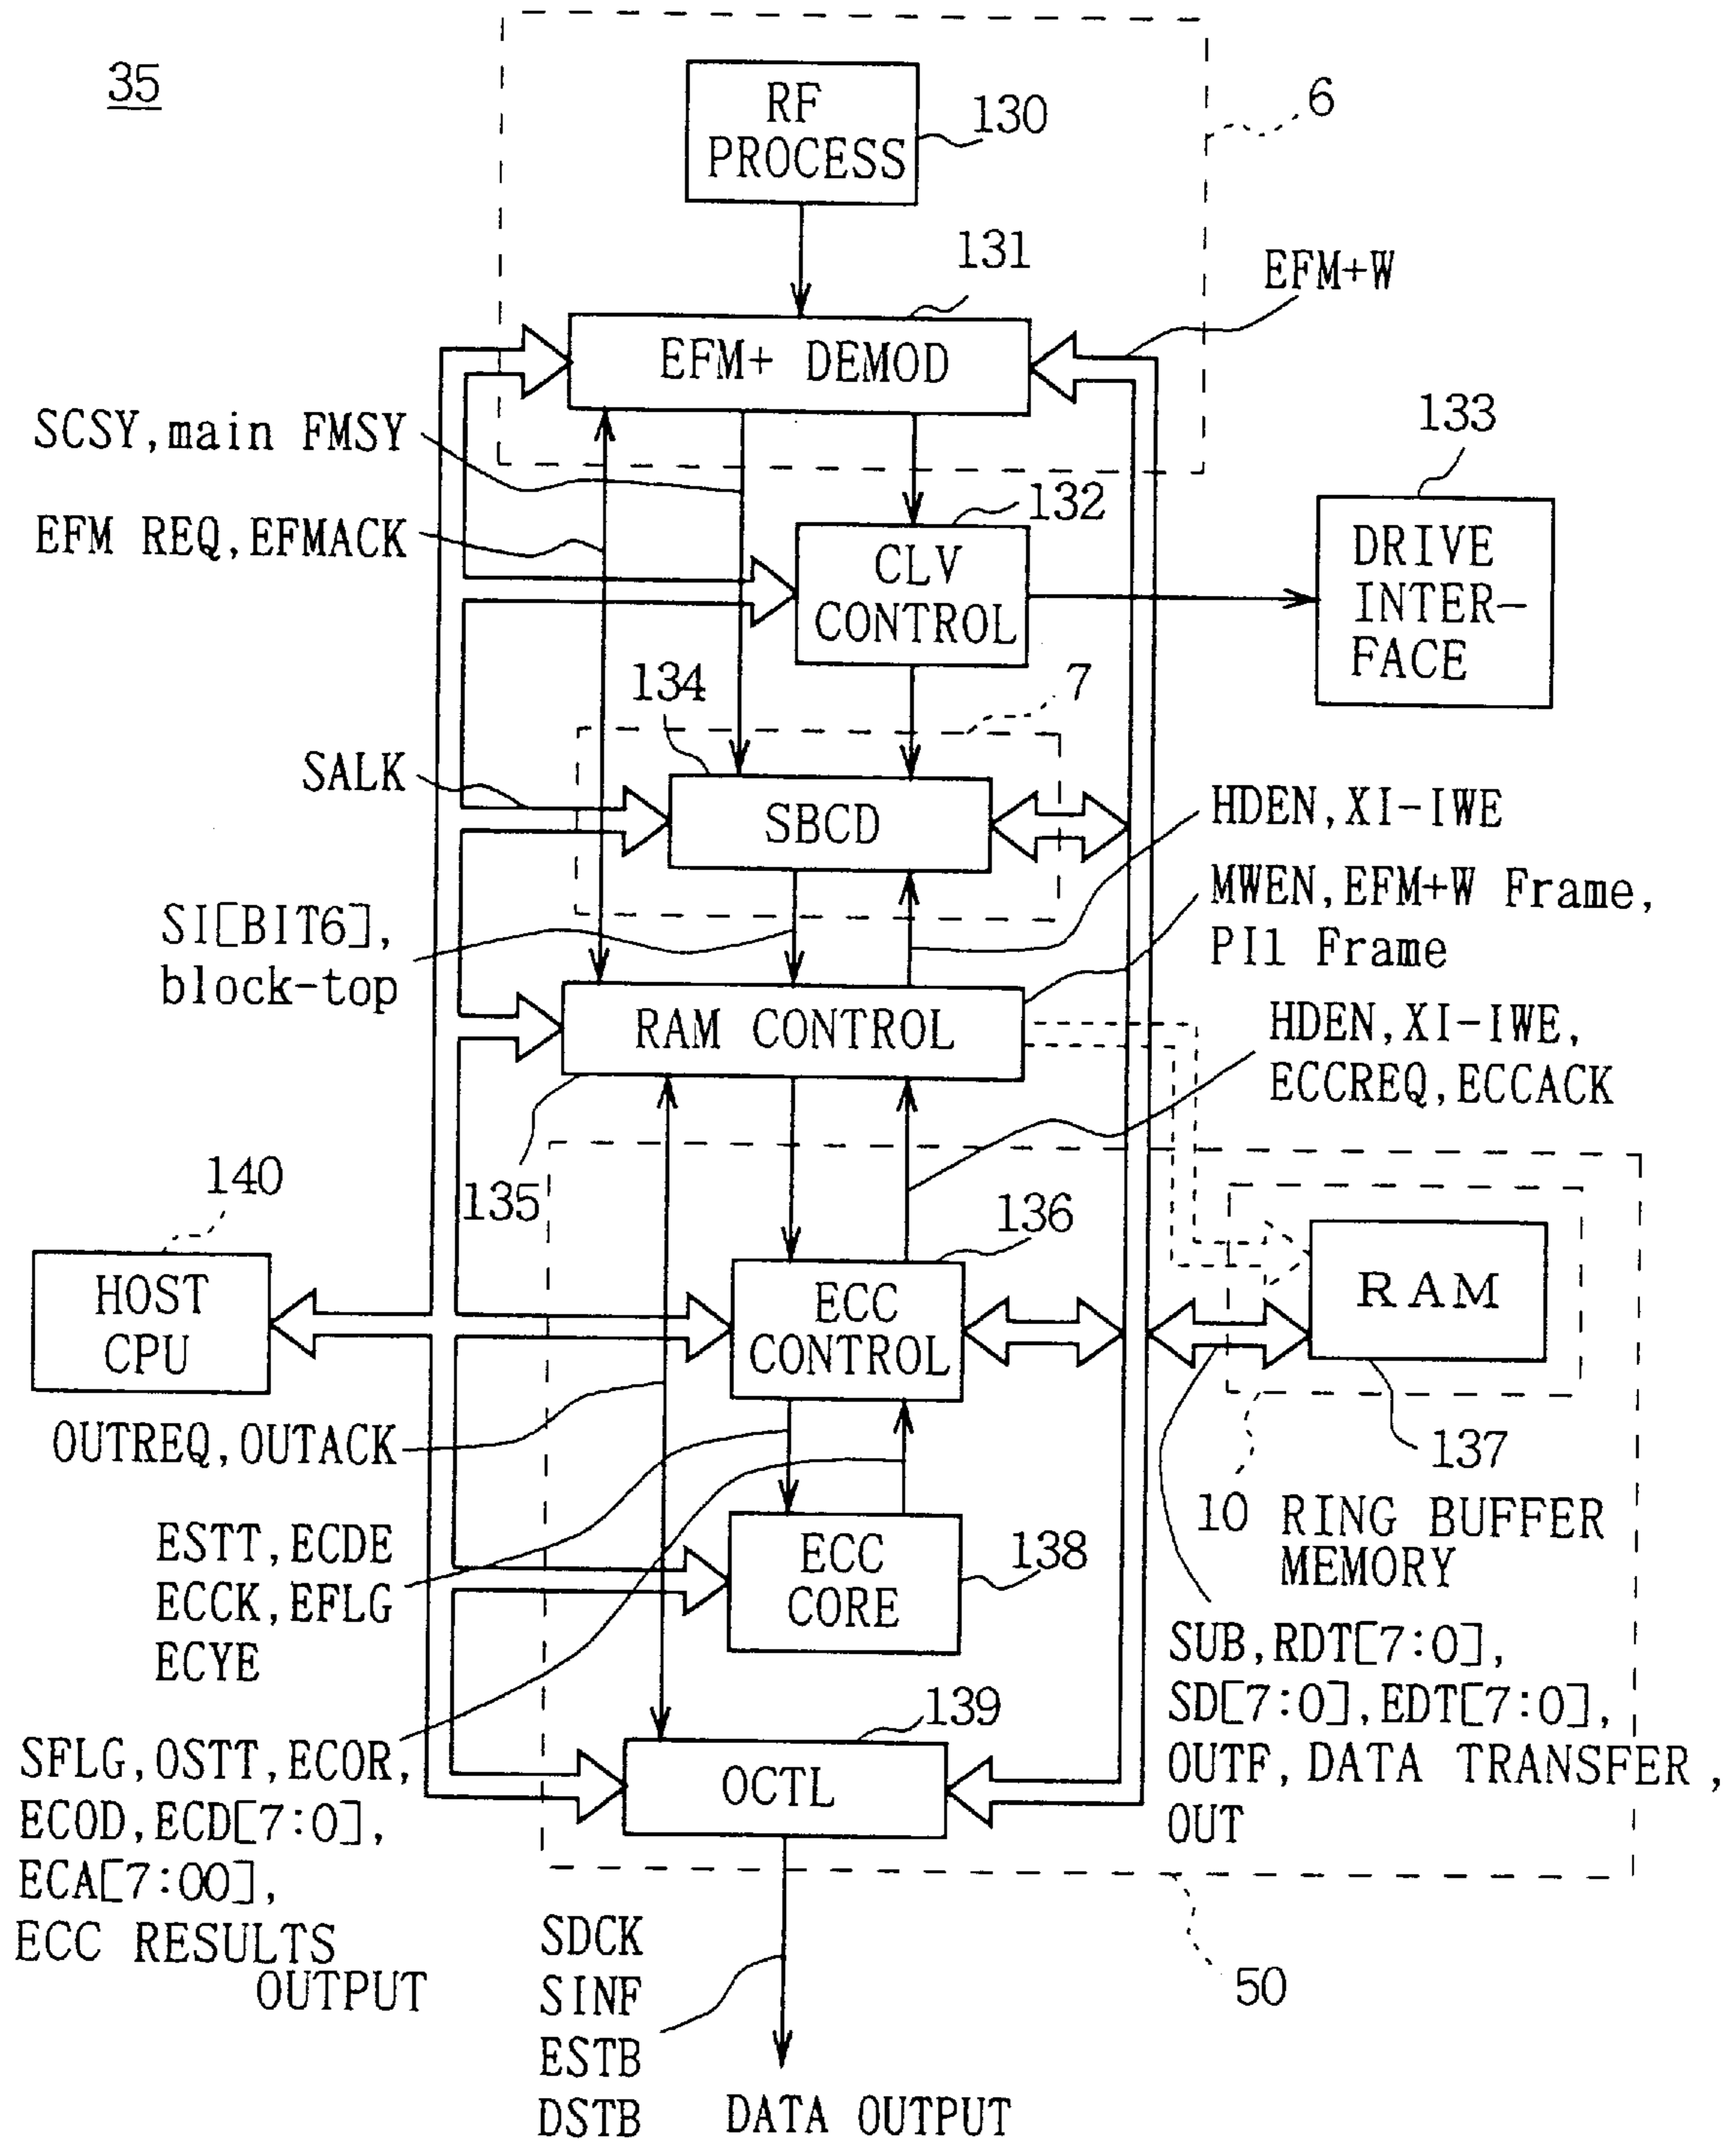 35
RF
PROCESS
130
6
131
EFM+W
EFM+ DEMOD
SCSY,main FMSY
133
132
EFM REQ,EFMACK
CLV
CONTROL
DRIVE
INTER-
FACE
134
7
SALK
SBCD
HDEN,XI-IWE
MWEN,EFM+W Frame,
PI1 Frame
SI[BIT6],
block-top
RAM CONTROL
HDEN,XI-IWE,
ECCREQ,ECCACK
140
135
136
HOST
CPU
ECC
CONTROL
RAM
OUTREQ,OUTACK
137
10 RING BUFFER
MEMORY
ESTT,ECDE
ECCK,EFLG
ECYE
ECC
CORE
138
SUB,RDT[7:0],
SD[7:0],EDT[7:0],
OUTF,DATA TRANSFER,
OUT
139
SFLG,OSTT,ECOR,
ECOD,ECD[7:0],
ECA[7:00],
ECC RESULTS
OUTPUT
OCTL
SDCK
SINF
ESTB
DSTB
50
DATA OUTPUT